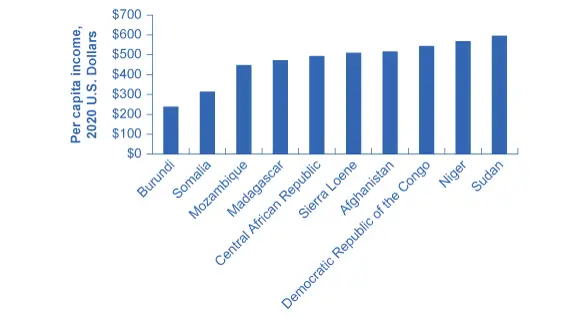 Per capita income,
2020 U.S. Dollars
$700
$600
$500
$400
$300
$200
$100
$0
Burundi
Somalia
Mozambique
Madagascar
Central African Republic
Sierra Loene
Afghanistan
Democratic Republic of the Congo
Niger
Sudan